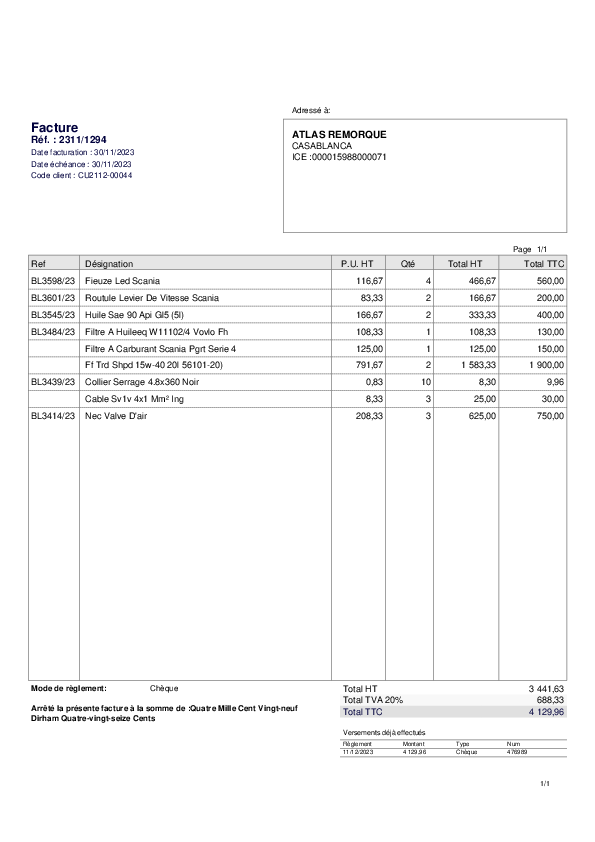 Adressé à:
Facture
Réf. : 2311/1294
Date facturation : 30/11/2023
Date échéance : 30/11/2023
Code client : CU2112-00044
ATLAS REMORQUE
CASABLANCA
ICE :000015988000071
Page 1/1
Ref Désignation P.U. HT Qté Total HT Total TTC
BL3598/23 Fieuze Led Scania 116,67 4 466,67 560,00
BL3601/23 Routule Levier De Vitesse Scania 83,33 2 166,67 200,00
BL3545/23 Huile Sae 90 Api Gl5 (5l) 166,67 2 333,33 400,00
BL3484/23 Filtre A Huileeq W11102/4 Vovlo Fh 108,33 1 108,33 130,00
Filtre A Carburant Scania Pgrt Serie 4 125,00 1 125,00 150,00
Ff Trd Shpd 15w-40 20l 56101-20) 791,67 2 1 583,33 1 900,00
BL3439/23 Collier Serrage 4.8x360 Noir 0,83 10 8,30 9,96
Cable Sv1v 4x1 Mm² Ing 8,33 3 25,00 30,00
BL3414/23 Nec Valve D'air 208,33 3 625,00 750,00
Mode de règlement: Chèque
Arrêté la présente facture à la somme de :Quatre Mille Cent Vingt-neuf
Dirham Quatre-vingt-seize Cents
Total HT 3 441,63
Total TVA 20% 688,33
Total TTC 4 129,96
Versements déjà effectués
Règlement Montant Type Num
11/12/2023 4 129,96 Chèque 476989
1/1